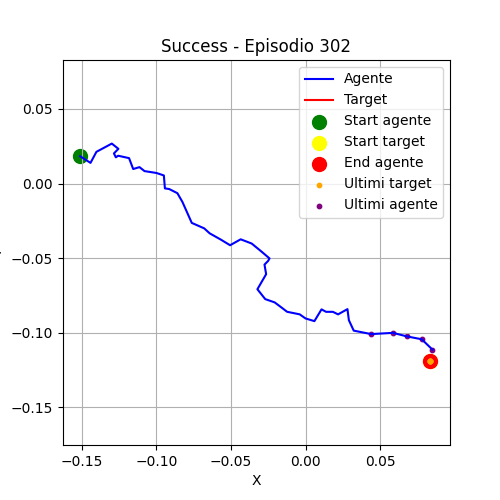 Success - Episodio 302
Agente
Target
Start agente
Start target
End agente
Ultimi target
Ultimi agente
0.05
0.00
−0.05
−0.10
−0.15
−0.15
−0.10
−0.05
0.00
0.05
X